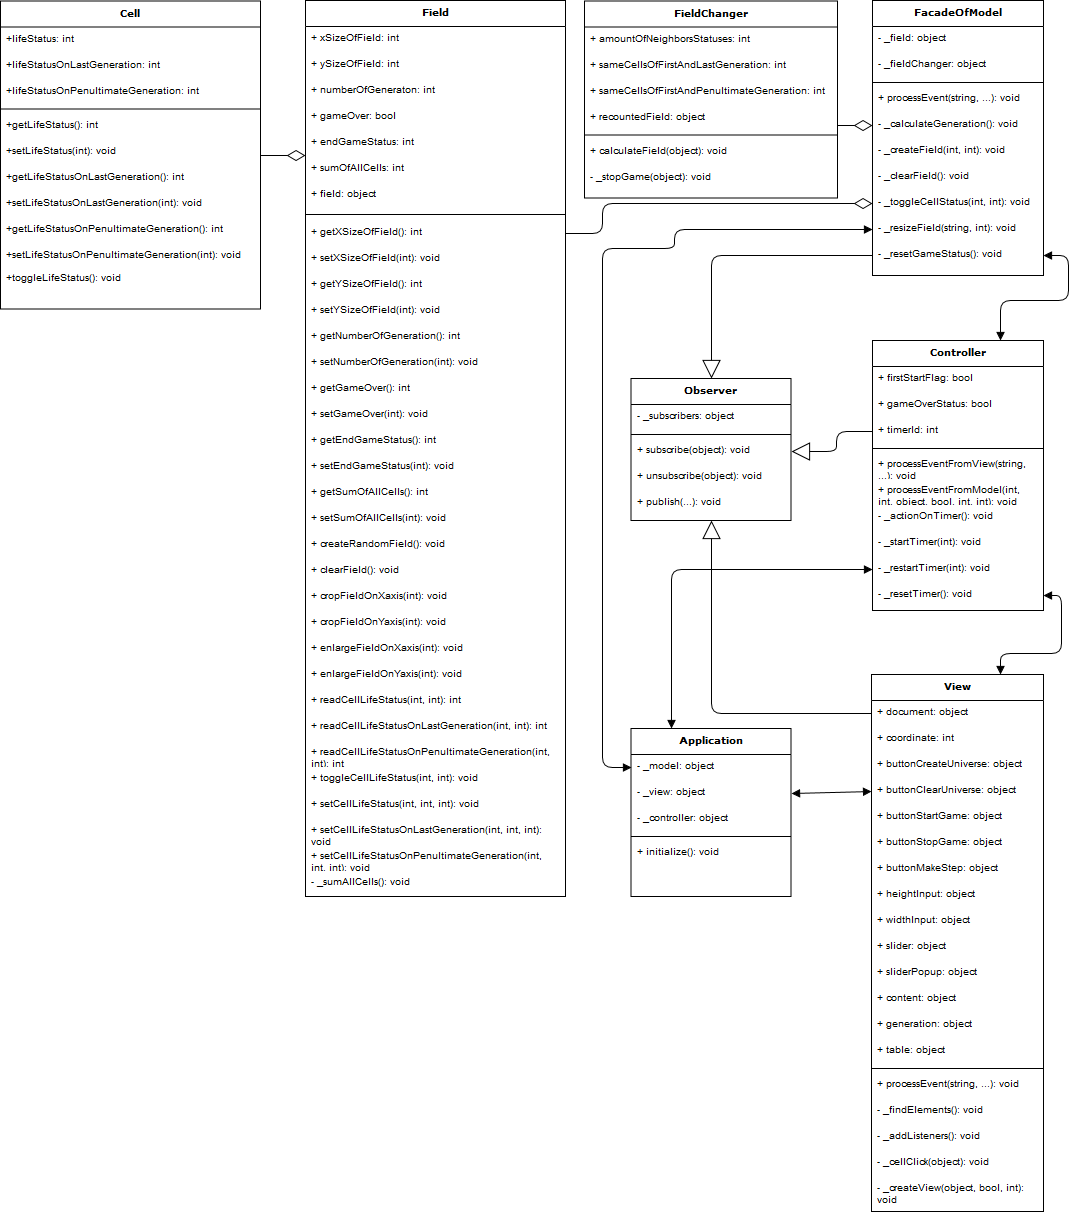 Cell
+lifeStatus: int
+lifeStatusOnLastGeneration: int
+lifeStatusOnPenultimateGeneration: int
+getLifeStatus(): int
+setLifeStatus(int): void
+getLifeStatusOnLastGeneration(): int
+setLifeStatusOnLastGeneration(int): void
+getLifeStatusOnPenultimateGeneration(): int
+setLifeStatusOnPenultimateGeneration(int): void
+toggleLifeStatus(): void
Field
+ xSizeOfField: int
+ ySizeOfField: int
+ numberOfGeneraton: int
+ gameOver: bool
+ endGameStatus: int
+ sumOfAllCells: int
+ field: object
+ getXSizeOfField(): int
+ setXSizeOfField(int): void
+ getYSizeOfField(): int
+ setYSizeOfField(int): void
+ getNumberOfGeneration(): int
+ setNumberOfGeneration(int): void
+ getGameOver(): int
+ setGameOver(int): void
+ getEndGameStatus(): int
+ setEndGameStatus(int): void
+ getSumOfAllCells(): int
+ setSumOfAllCells(int): void
+ createRandomField(): void
+ clearField(): void
+ cropFieldOnXaxis(int): void
+ cropFieldOnYaxis(int): void
+ enlargeFieldOnXaxis(int): void
+ enlargeFieldOnYaxis(int): void
+ readCellLifeStatus(int, int): int
+ readCellLifeStatusOnLastGeneration(int, int): int
+ readCellLifeStatusOnPenultimateGeneration(int,
int): int
+ toggleCellLifeStatus(int, int): void
+ setCellLifeStatus(int, int, int): void
+ setCellLifeStatusOnLastGeneration(int, int, int):
void
+ setCellLifeStatusOnPenultimateGeneration(int,
int, int): void
- _sumAllCells(): void
FieldChanger
+ amountOfNeighborsStatuses: int
+ sameCellsOfFirstAndLastGeneration: int
+ sameCellsOfFirstAndPenultimateGeneration: int
+ recountedField: object
+ calculateField(object): void
- _stopGame(object): void
FacadeOfModel
- _field: object
- _fieldChanger: object
+ processEvent(string, ...): void
- _calculateGeneration(): void
- _createField(int, int): void
- _clearField(): void
- _toggleCellStatus(int, int): void
- _resizeField(string, int): void
- _resetGameStatus(): void
Observer
- _subscribers: object
+ subscribe(object): void
+ unsubscribe(object): void
+ publish(...): void
Controller
+ firstStartFlag: bool
+ gameOverStatus: bool
+ timerId: int
+ processEventFromView(string,
...): void
+ processEventFromModel(int,
int, object, bool, int, int): void
- _actionOnTimer(): void
- _startTimer(int): void
- _restartTimer(int): void
- _resetTimer(): void
Application
- _model: object
- _view: object
- _controller: object
+ initialize(): void
View
+ document: object
+ coordinate: int
+ buttonCreateUniverse: object
+ buttonClearUniverse: object
+ buttonStartGame: object
+ buttonStopGame: object
+ buttonMakeStep: object
+ heightInput: object
+ widthInput: object
+ slider: object
+ sliderPopup: object
+ content: object
+ generation: object
+ table: object
+ processEvent(string, ...): void
- _findElements(): void
- _addListeners(): void
- _cellClick(object): void
- _createView(object, bool, int):
void